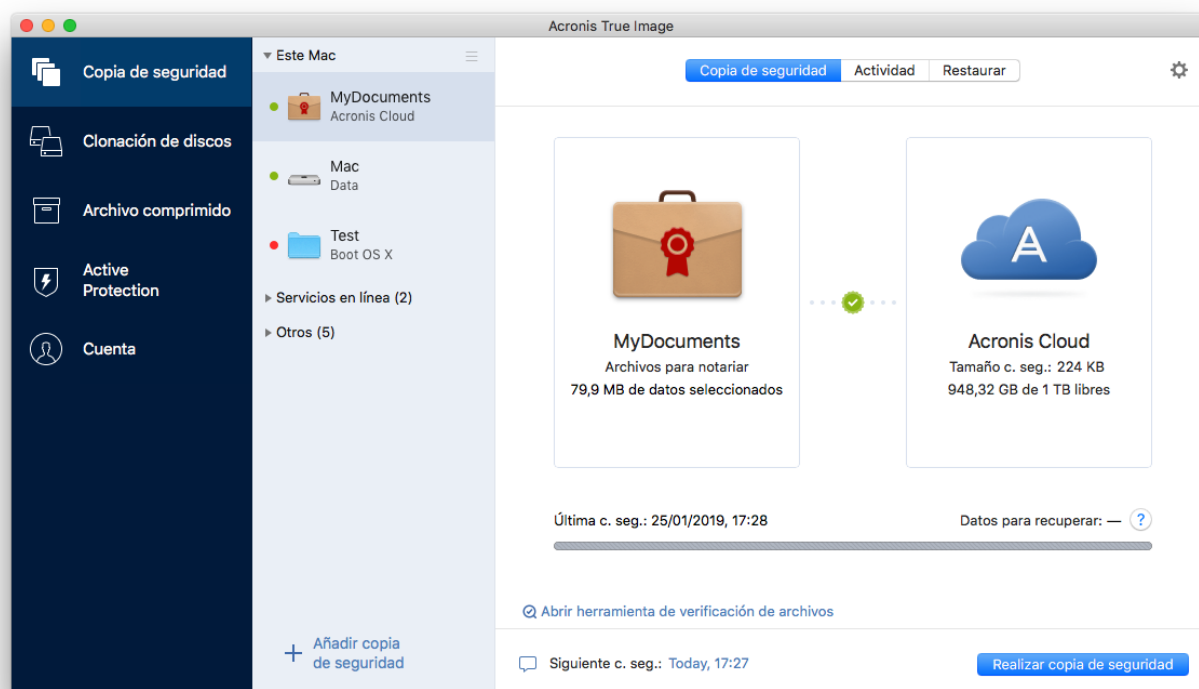 Acronis True Image
Copia de seguridad
Clonación de discos
Archivo comprimido
Active
Protection
Cuenta
Este Mac
MyDocuments
Acronis Cloud
Mac
Data
Test
Boot OS X
Servicios en línea (2)
Otros (5)
Añadir copia
de seguridad
Copia de seguridad
Actividad
Restaurar
MyDocuments
Archivos para notariar
79,9 MB de datos seleccionados
Acronis Cloud
Tamaño c. seg.: 224 KB
948,32 GB de 1 TB libres
Última c. seg.: 25/01/2019, 17:28
Datos para recuperar: — ?
Abrir herramienta de verificación de archivos
Siguiente c. seg.: Today, 17:27
Realizar copia de seguridad